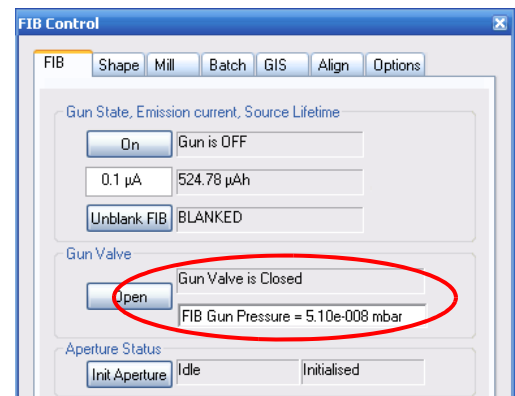 FIB Control
FIB Shape Mill Batch GIS Align Options
Gun State, Emission current, Source Lifetime
On Gun is OFF
0.1 µA 524.78 µAh
Unblank FIB BLANKED
Gun Valve
Gun Valve is Closed
Open
FIB Gun Pressure = 5.10e-008 mbar
Aperture Status
Init Aperture Idle Initialised